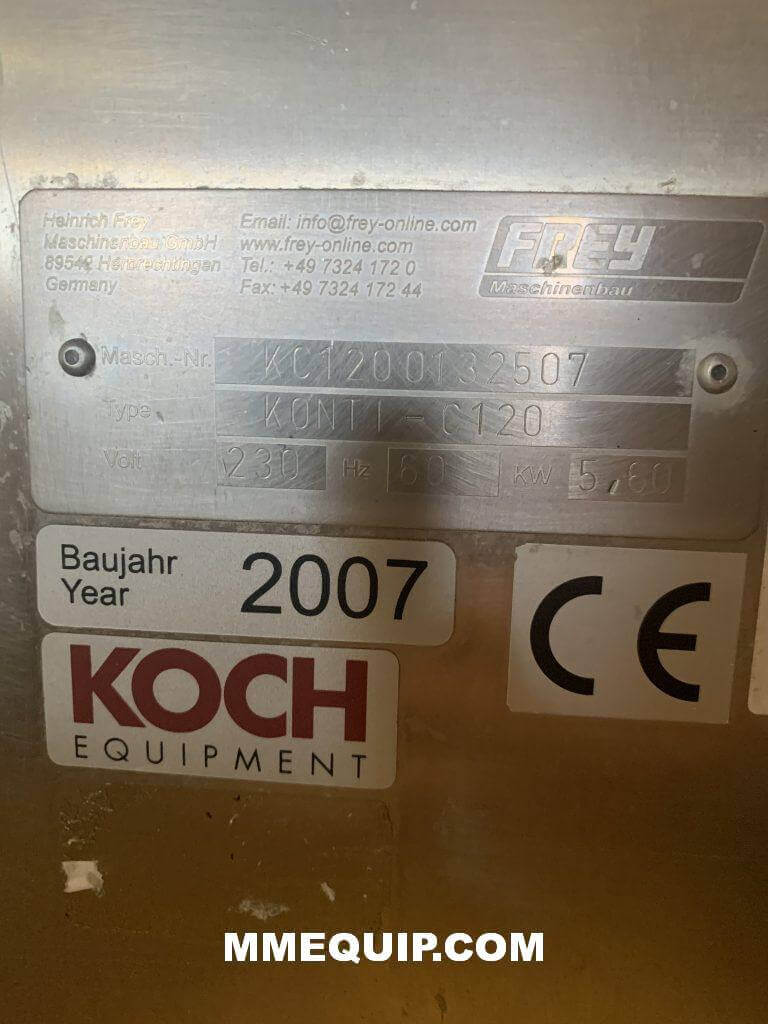 Heinrich Frey
Maschinenbau GmbH
89542 Herbrechtingen
Germany
Email: info@frey-online.com
www.frey-online.com
Tel.: +49 7324 172 0
Fax: +49 7324 172 44
FREY
Maschinenbau
Masch.-Nr. KC1200132507
Type KONTI-C120
Volt 230 Hz 60 KW 5,60
Baujahr
Year 2007
CE
KOCH
EQUIPMENT
MMEQUIP.COM